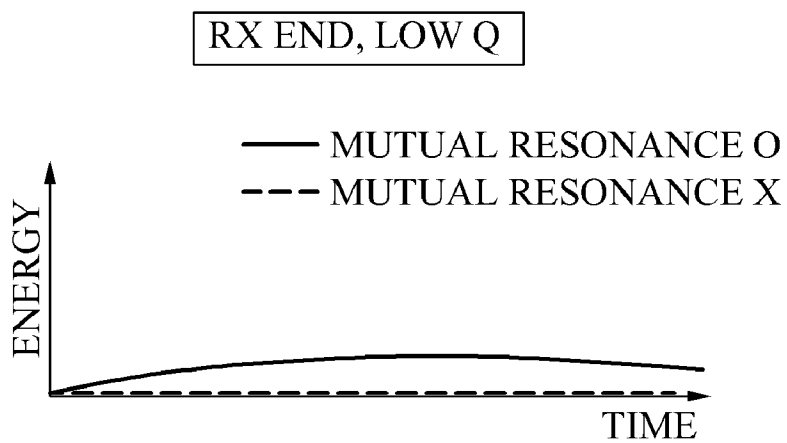 RX END, LOW Q
MUTUAL RESONANCE O
MUTUAL RESONANCE X
ENERGY
TIME